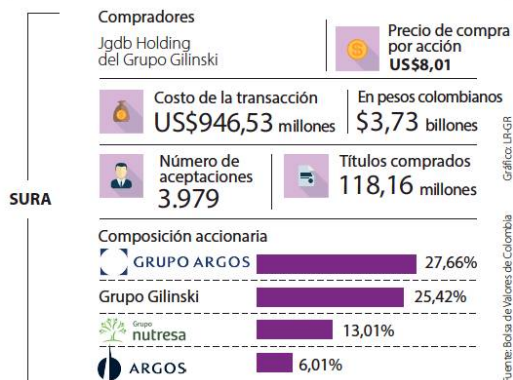 SURA
Compradores
Jgdb Holding
del Grupo Gilinski
Precio de compra
por acción
US$8,01
Costo de la transacción
US$946,53 millones
En pesos colombianos
$3,73 billones
Número de
aceptaciones
3.979
Títulos comprados
118,16 millones
Composición accionaria
GRUPO ARGOS
27,66%
Grupo Gilinski
25,42%
Grupo
nutresa
13,01%
ARGOS
6,01%
Gráfico: LR-GR
Fuente: Bolsa de Valores de Colombia